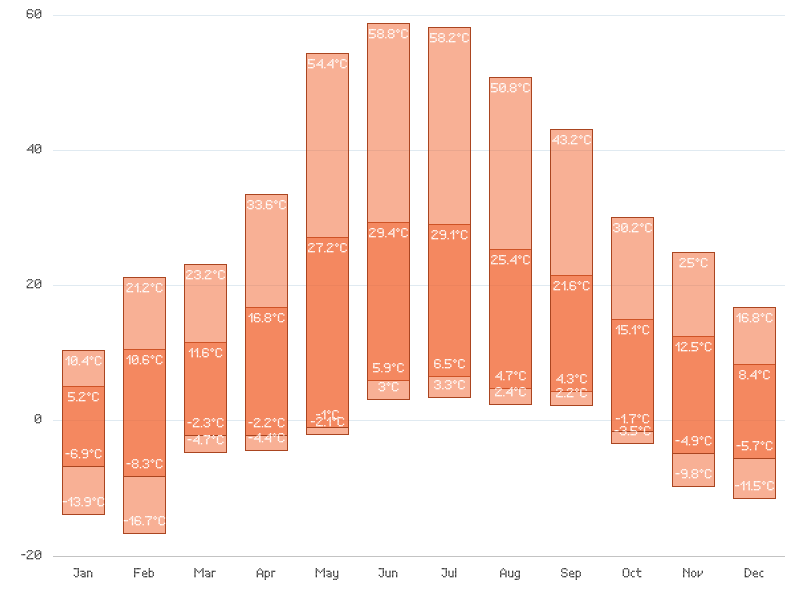 60
58.8°C
58.2°C
54.4°C
50.8°C
43.2°C
40
33.6°C
30.2°C
29.4°C
29.1°C
27.2°C
25.4°C
25°C
23.2°C
21.2°C
21.6°C
20
16.8°C
16.8°C
15.1°C
12.5°C
11.6°C
10.6°C
10.4°C
8.4°C
6.5°C
5.9°C
5.2°C
4.7°C
4.3°C
3°C
3.3°C
2.4°C
2.2°C
0
-1°C
-2.1°C
-2.3°C
-2.2°C
-1.7°C
-3.5°C
-4.7°C
-4.4°C
-4.9°C
-5.7°C
-6.9°C
-8.3°C
-9.8°C
-11.5°C
-13.9°C
-16.7°C
-20
Jan Feb Mar Apr May Jun Jul Aug Sep Oct Nov Dec